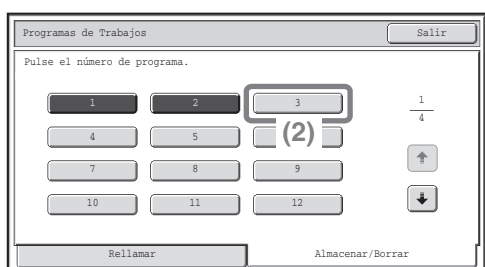 Programas de Trabajos Salir
Pulse el número de programa.
1 2 3 1
4
4 5 (2)
7 8 9
10 11 12
Rellamar Almacenar/Borrar